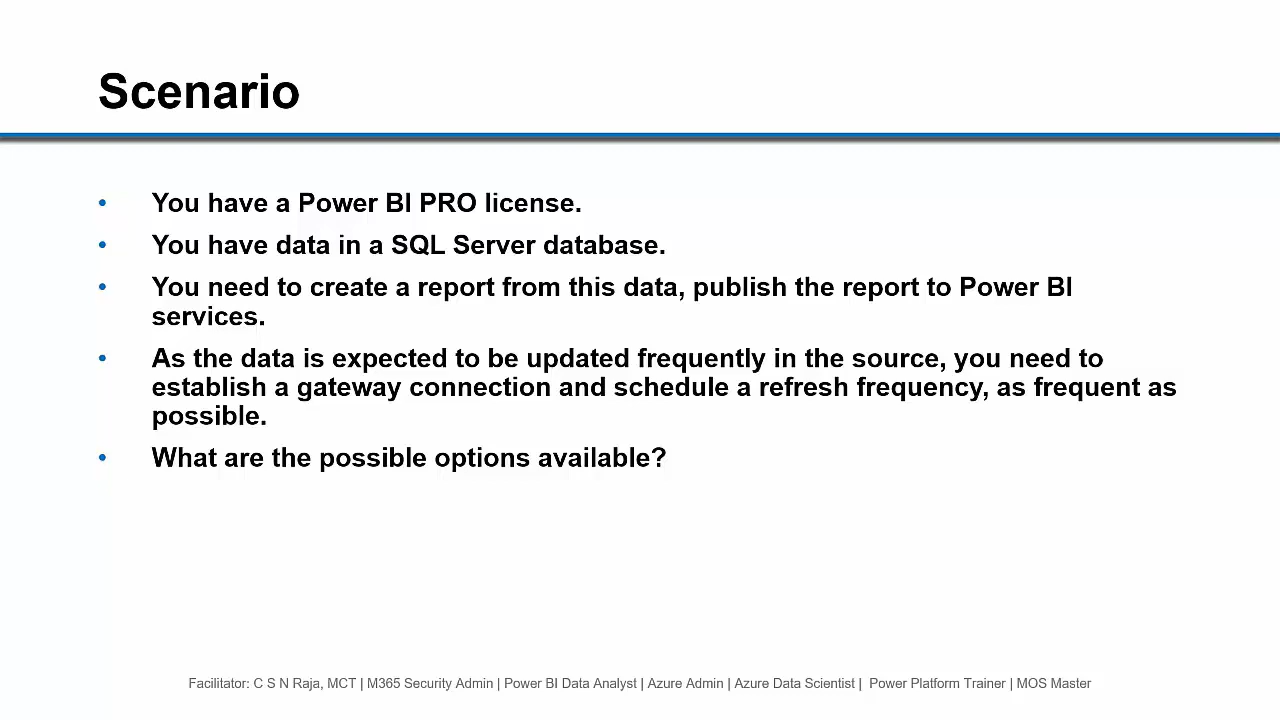 Scenario
• You have a Power BI PRO license.
• You have data in a SQL Server database.
• You need to create a report from this data, publish the report to Power BI
services.
• As the data is expected to be updated frequently in the source, you need to
establish a gateway connection and schedule a refresh frequency, as frequent as
possible.
• What are the possible options available?
Facilitator: C S N Raja, MCT | M365 Security Admin | Power BI Data Analyst | Azure Admin | Azure Data Scientist | Power Platform Trainer | MOS Master